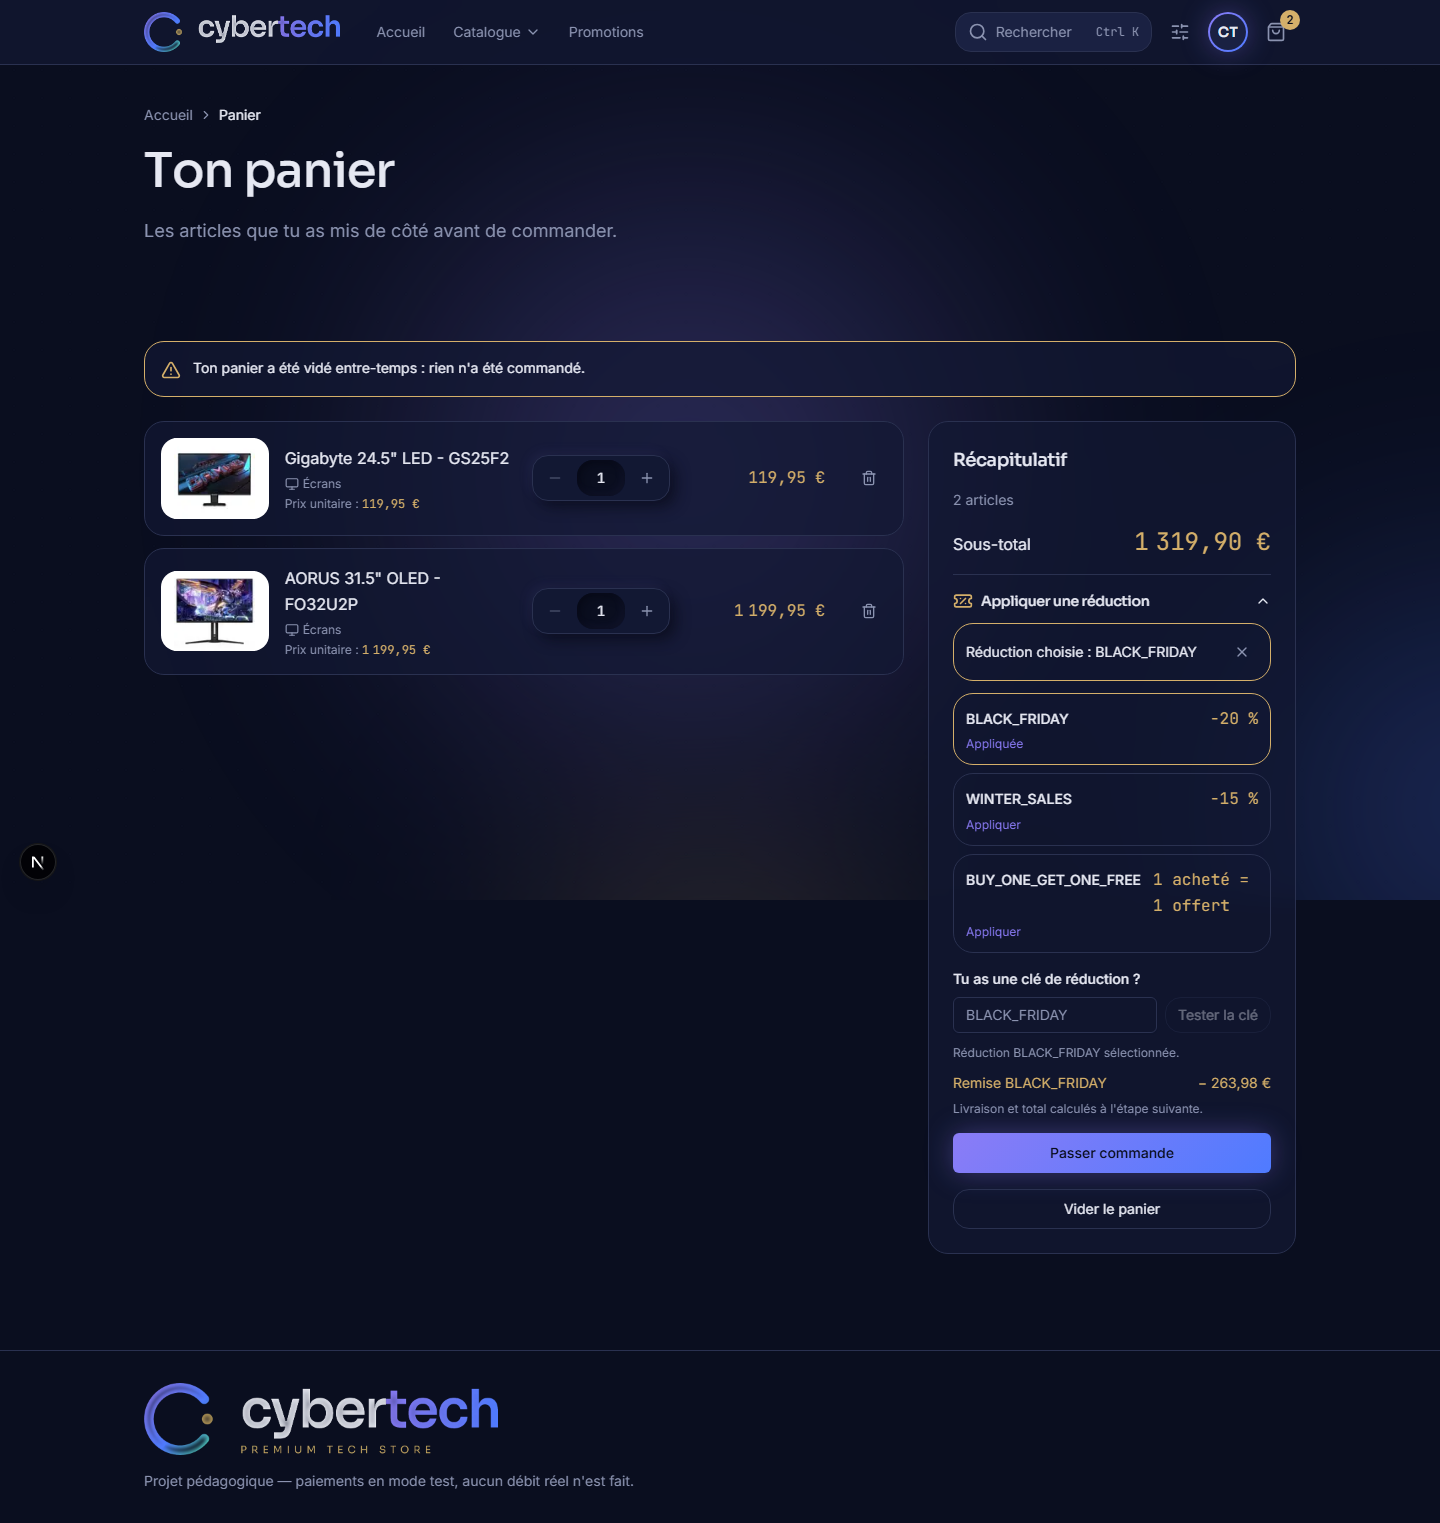 cybertech
Accueil
Catalogue
Promotions
Rechercher
Ctrl K
CT
2
Accueil
Panier
Ton panier
Les articles que tu as mis de côté avant de commander.
Ton panier a été vidé entre-temps : rien n'a été commandé.
Gigabyte 24.5" LED - GS25F2
Écrans
Prix unitaire : 119,95 €
1
119,95 €
AORUS 31.5" OLED -
FO32U2P
Écrans
Prix unitaire : 1 199,95 €
1
1 199,95 €
Récapitulatif
2 articles
Sous-total
1 319,90 €
Appliquer une réduction
Réduction choisie : BLACK_FRIDAY
BLACK_FRIDAY
-20 %
Appliquée
WINTER_SALES
-15 %
Appliquer
BUY_ONE_GET_ONE_FREE
1 acheté =
1 offert
Appliquer
Tu as une clé de réduction ?
BLACK_FRIDAY
Tester la clé
Réduction BLACK_FRIDAY sélectionnée.
Remise BLACK_FRIDAY
− 263,98 €
Livraison et total calculés à l'étape suivante.
Passer commande
Vider le panier
N
cybertech
PREMIUM TECH STORE
Projet pédagogique — paiements en mode test, aucun débit réel n'est fait.